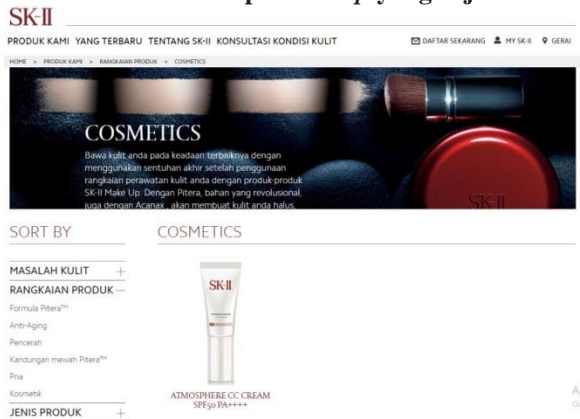 SK-II
PRODUK KAMI YANG TERBARU TENTANG SK-II KONSULTASI KONDISI KULIT DAFTAR SEKARANG MY SK-II GERAI
HOME > PRODUK KAMI > RANGKAIAN PRODUK > COSMETICS
COSMETICS
Bawa kulit anda pada keadaan terbaiknya dengan
menggunakan sentuhan akhir setelah penggunaan
rangkaian perawatan kulit anda dengan produk-produk
SK-II Make Up. Dengan Pitera, bahan yang revolusional,
juga dengan Acanax, akan membuat kulit anda halus,
SK-II
SORT BY
COSMETICS
MASALAH KULIT +
RANGKAIAN PRODUK —
Formula Pitera™
Anti-Aging
Pencerah
Kandungan mewah Pitera™
Pria
Kosmetik
JENIS PRODUK +
SK-II
ATMOSPHERE CC CREAM
SPF50 PA++++